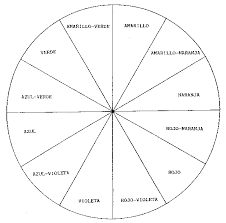 AMARILLO-VERDE
AMARILLO
VERDE
AMARILLO-NARANJA
AZUL-VERDE
NARANJA
AZUL
ROJO-NARANJA
AZUL-VIOLETA
ROJO
VIOLETA
ROJO-VIOLETA